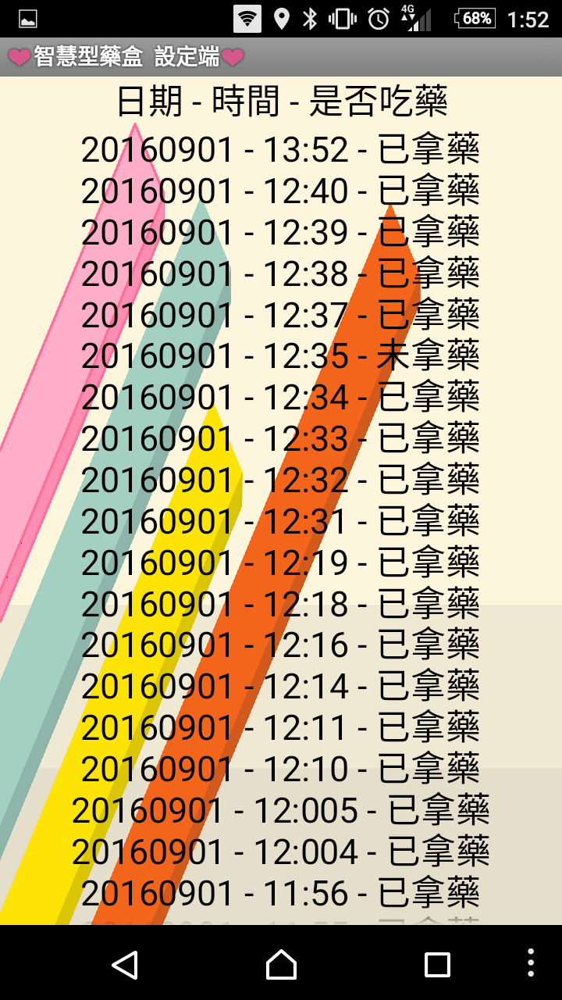 4G
68% 1:52
智慧型藥盒 設定端
日期 - 時間 - 是否吃藥
20160901 - 13:52 - 已拿藥
20160901 - 12:40 - 已拿藥
20160901 - 12:39 - 已拿藥
20160901 - 12:38 - 已拿藥
20160901 - 12:37 - 已拿藥
20160901 - 12:35 - 未拿藥
20160901 - 12:34 - 已拿藥
20160901 - 12:33 - 已拿藥
20160901 - 12:32 - 已拿藥
20160901 - 12:31 - 已拿藥
20160901 - 12:19 - 已拿藥
20160901 - 12:18 - 已拿藥
20160901 - 12:16 - 已拿藥
20160901 - 12:14 - 已拿藥
20160901 - 12:11 - 已拿藥
20160901 - 12:10 - 已拿藥
20160901 - 12:005 - 已拿藥
20160901 - 12:004 - 已拿藥
20160901 - 11:56 - 已拿藥